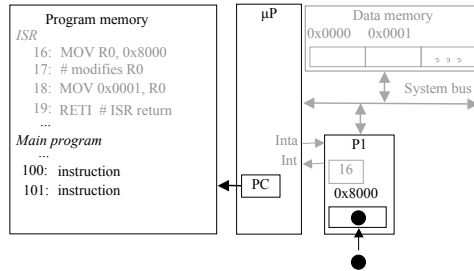 Program memory
ISR
16: MOV R0, 0x8000
17: # modifies R0
18: MOV 0x0001, R0
19: RETI # ISR return
...
Main program
...
100: instruction
101: instruction
μP
PC
Inta
Int
Data memory
0x0000 0x0001
System bus
P1
16
0x8000